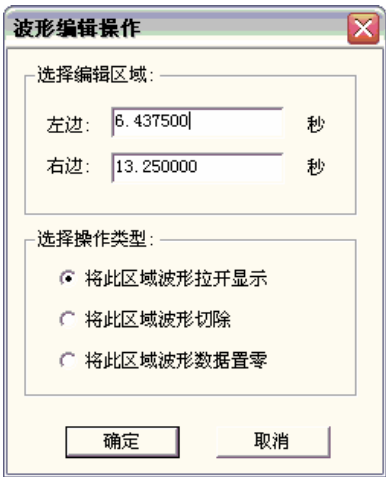 波形编辑操作
选择编辑区域:
左边: 6.437500 秒
右边: 13.250000 秒
选择操作类型:
将此区域波形拉开显示
将此区域波形切除
将此区域波形数据置零
确定 取消